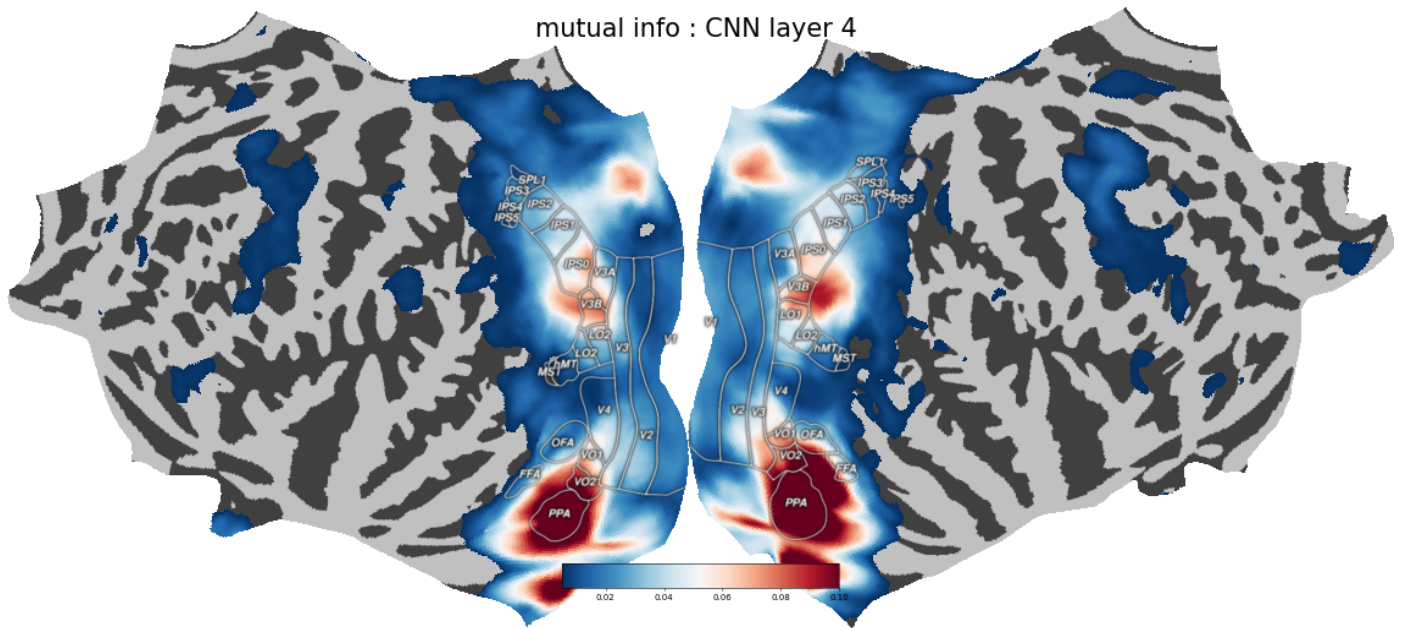 mutual info : CNN layer 4
SPL1
IPS3
IPS4
IPS2
IPS5
IPS1
IPS0
V3A
V3B
LO2
LO2
hMT
MST
V3
V1
V4
V2
OFA
VO1
FFA
VO2
PPA
SPL1
IPS3
IPS4
IPS5
IPS2
IPS1
IPS0
V3A
V3B
LO1
LO2
hMT
MST
V1
V4
V2
V3
VO1
OFA
VO2
FFA
PPA
0.02 0.04 0.06 0.08 0.10